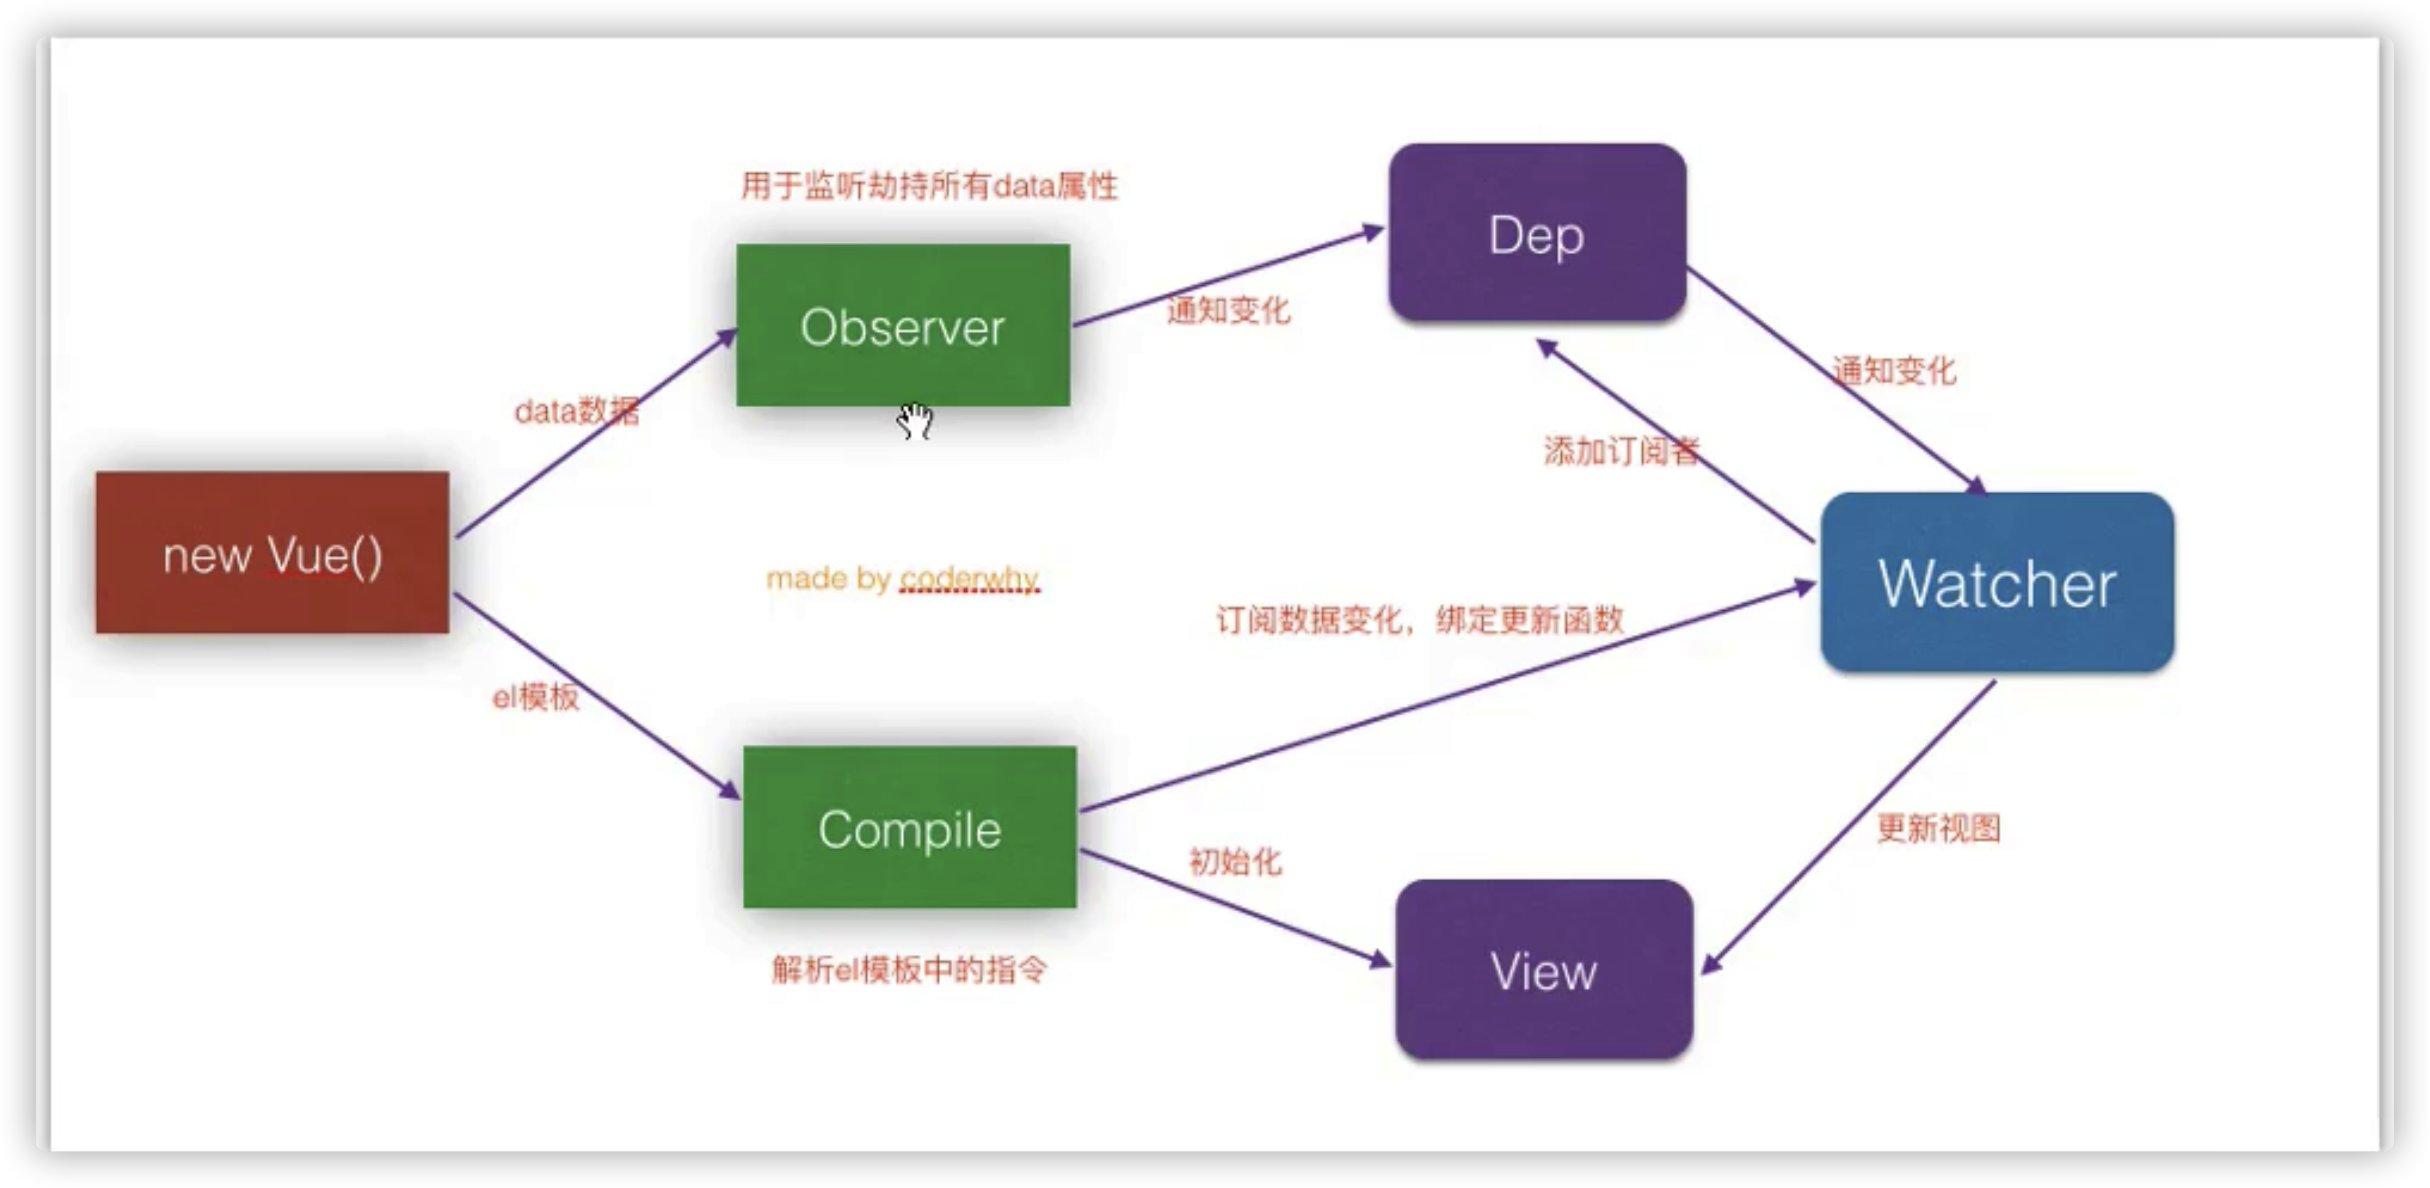 用于监听劫持所有data属性
Dep
Observer
通知变化
通知变化
data数据
添加订阅者
new Vue()
made by coderwhy
Watcher
订阅数据变化，绑定更新函数
el模板
Compile
初始化
更新视图
解析el模板中的指令
View